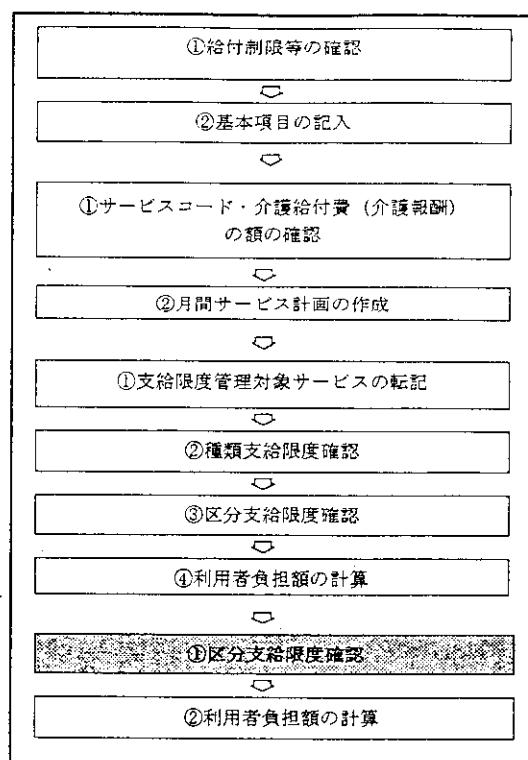 ①給付制限等の確認
②基本項目の記入
①サービスコード・介護給付費（介護報酬）
の額の確認
②月間サービス計画の作成
①支給限度管理対象サービスの転記
②種類支給限度確認
③区分支給限度確認
④利用者負担額の計算
①区分支給限度確認
②利用者負担額の計算